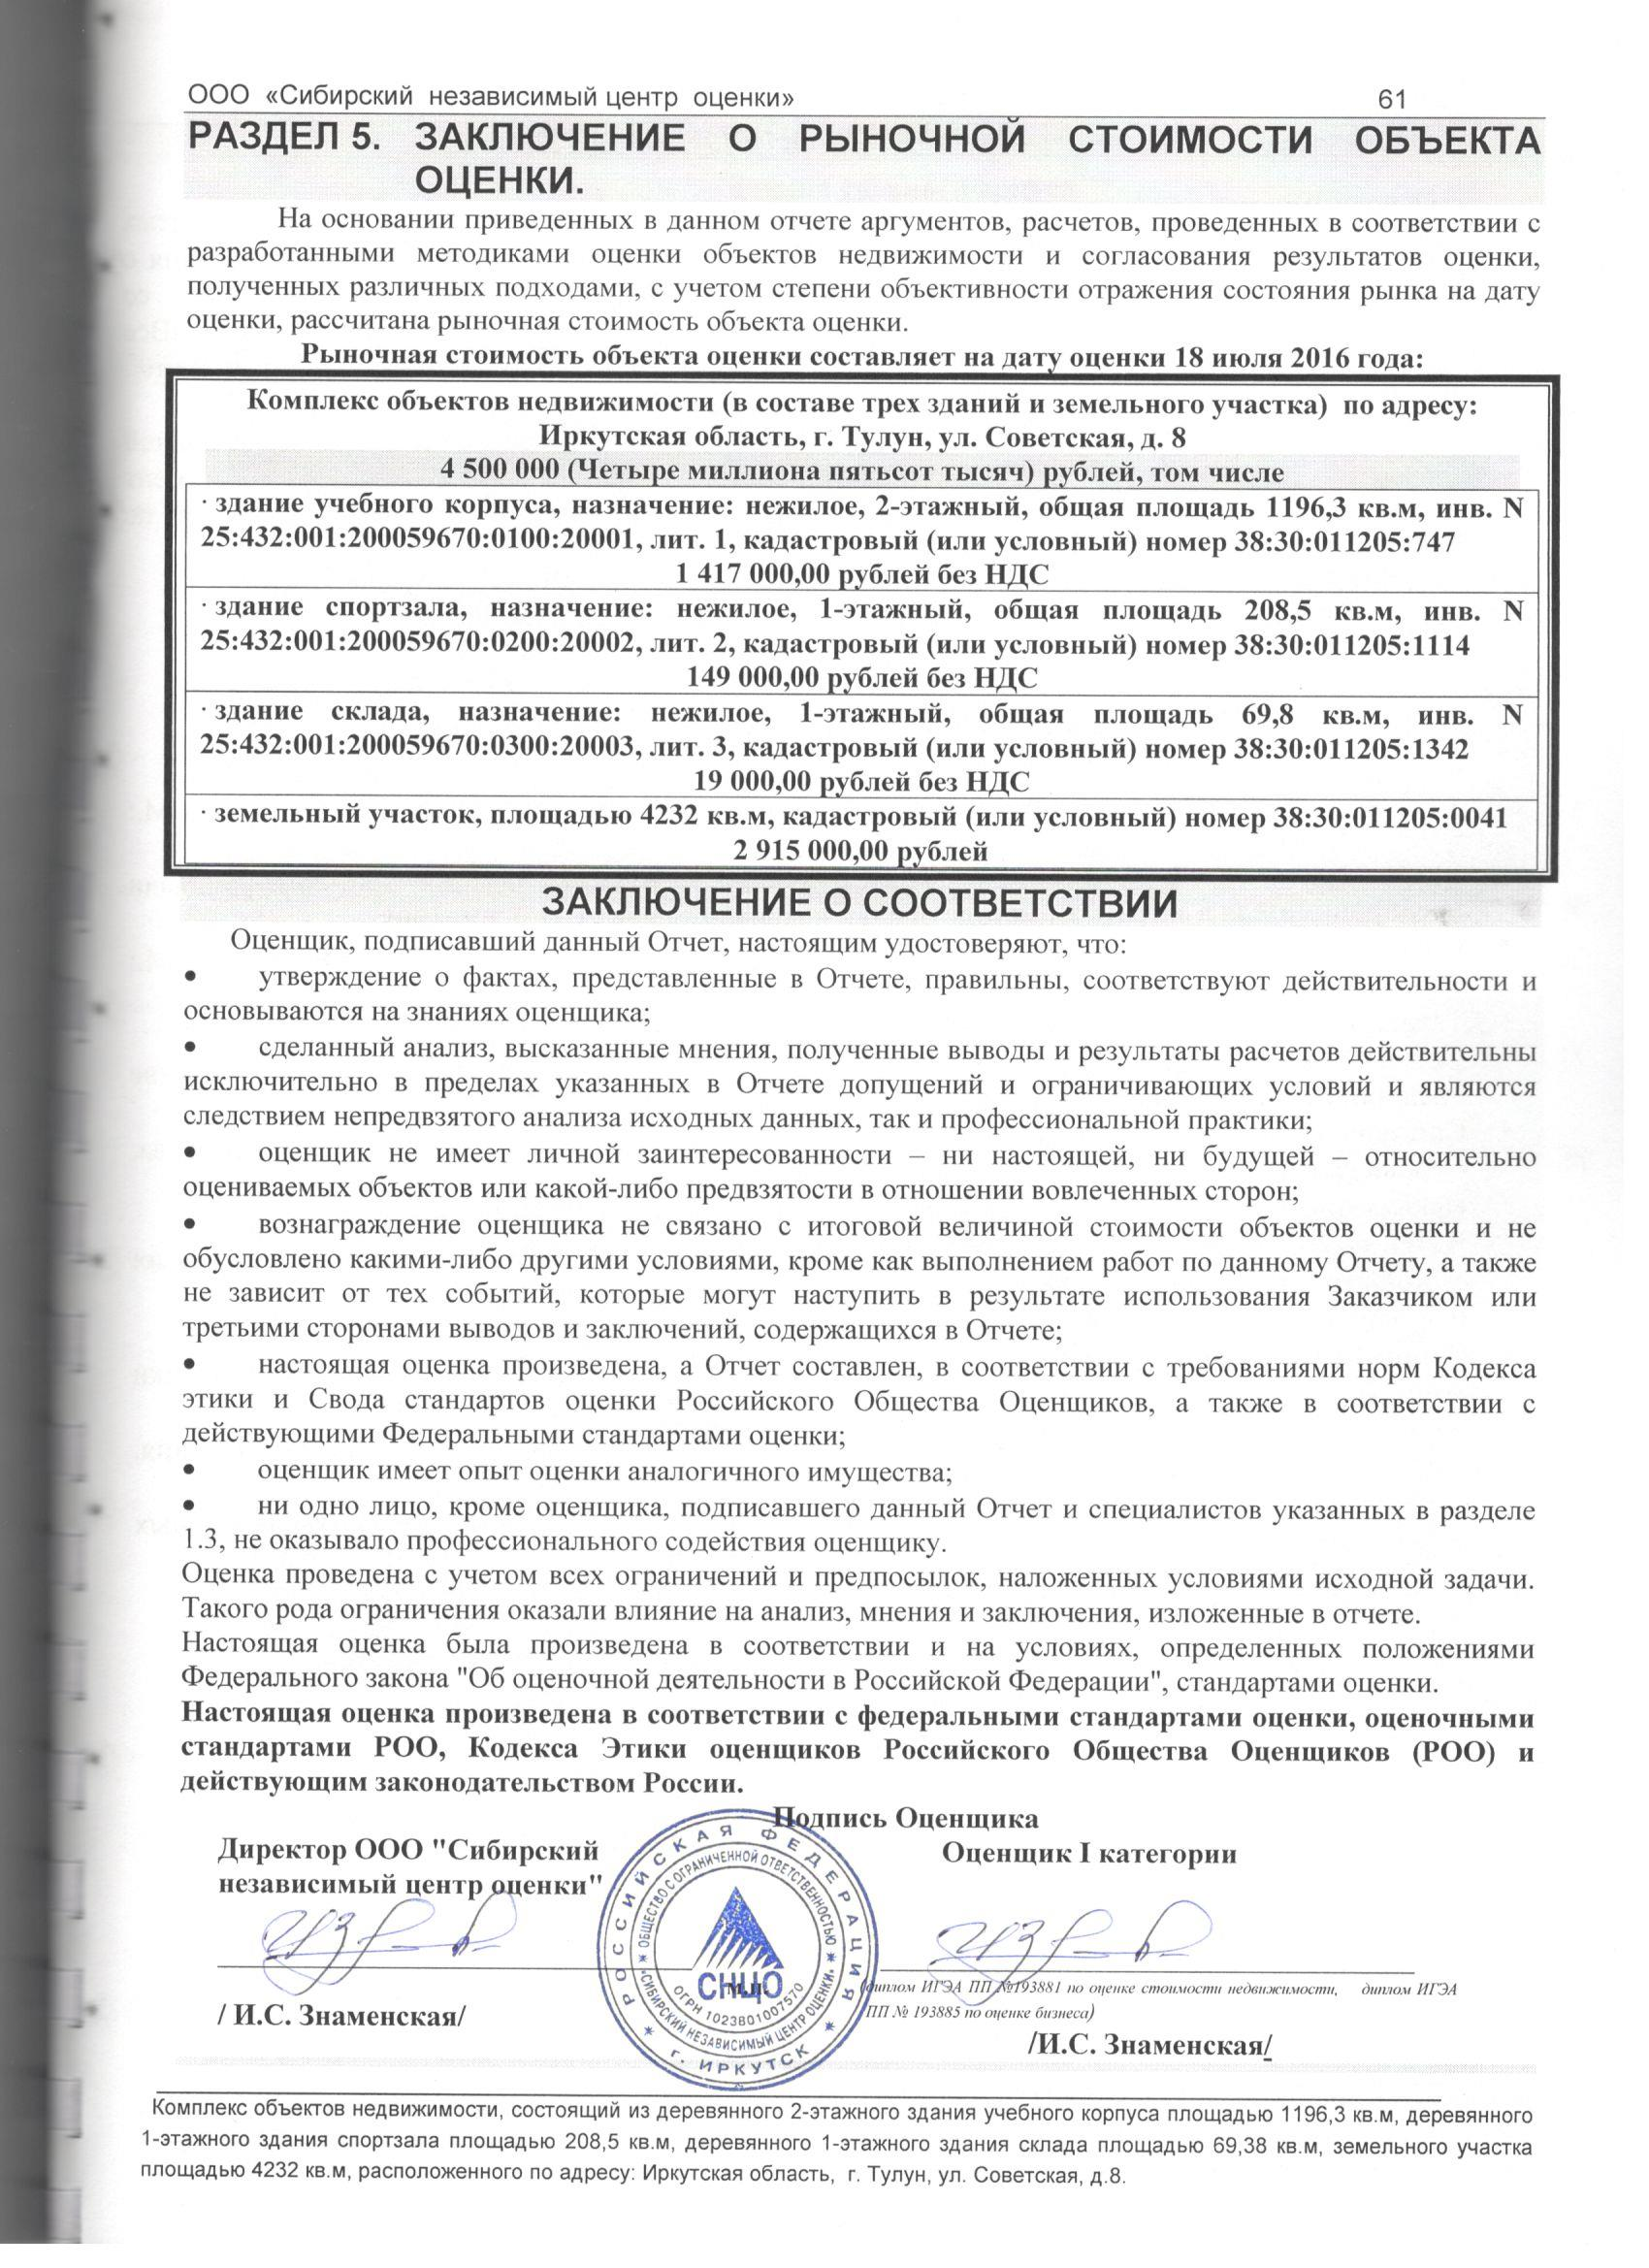 ООО «Сибирский независимый центр оценки» 61
РАЗДЕЛ 5. ЗАКЛЮЧЕНИЕ О РЫНОЧНОЙ СТОИМОСТИ ОБЪЕКТА
ОЦЕНКИ.
На основании приведенных в данном отчете аргументов, расчетов, проведенных в соответствии с
разработанными методиками оценки объектов недвижимости и согласования результатов оценки,
полученных различных подходами, с учетом степени объективности отражения состояния рынка на дату
оценки, рассчитана рыночная стоимость объекта оценки.
Рыночная стоимость объекта оценки составляет на дату оценки 18 июля 2016 года:
Комплекс объектов недвижимости (в составе трех зданий и земельного участка) по адресу:
Иркутская область, г. Тулун, ул. Советская, д. 8
4 500 000 (Четыре миллиона пятьсот тысяч) рублей, том числе
· здание учебного корпуса, назначение: нежилое, 2-этажный, общая площадь 1196,3 кв.м, инв. N
25:432:001:200059670:0100:20001, лит. 1, кадастровый (или условный) номер 38:30:011205:747
1 417 000,00 рублей без НДС
· здание спортзала, назначение: нежилое, 1-этажный, общая площадь 208,5 кв.м, инв. N
25:432:001:200059670:0200:20002, лит. 2, кадастровый (или условный) номер 38:30:011205:1114
149 000,00 рублей без НДС
· здание склада, назначение: нежилое, 1-этажный, общая площадь 69,8 кв.м, инв. N
25:432:001:200059670:0300:20003, лит. 3, кадастровый (или условный) номер 38:30:011205:1342
19 000,00 рублей без НДС
· земельный участок, площадью 4232 кв.м, кадастровый (или условный) номер 38:30:011205:0041
2 915 000,00 рублей
ЗАКЛЮЧЕНИЕ О СООТВЕТСТВИИ
Оценщик, подписавший данный Отчет, настоящим удостоверяют, что:
• утверждение о фактах, представленные в Отчете, правильны, соответствуют действительности и
основываются на знаниях оценщика;
• сделанный анализ, высказанные мнения, полученные выводы и результаты расчетов действительны
исключительно в пределах указанных в Отчете допущений и ограничивающих условий и являются
следствием непредвзятого анализа исходных данных, так и профессиональной практики;
• оценщик не имеет личной заинтересованности – ни настоящей, ни будущей – относительно
оцениваемых объектов или какой-либо предвзятости в отношении вовлеченных сторон;
• вознаграждение оценщика не связано с итоговой величиной стоимости объектов оценки и не
обусловлено какими-либо другими условиями, кроме как выполнением работ по данному Отчету, а также
не зависит от тех событий, которые могут наступить в результате использования Заказчиком или
третьими сторонами выводов и заключений, содержащихся в Отчете;
• настоящая оценка произведена, а Отчет составлен, в соответствии с требованиями норм Кодекса
этики и Свода стандартов оценки Российского Общества Оценщиков, а также в соответствии с
действующими Федеральными стандартами оценки;
• оценщик имеет опыт оценки аналогичного имущества;
• ни одно лицо, кроме оценщика, подписавшего данный Отчет и специалистов указанных в разделе
1.3, не оказывало профессионального содействия оценщику.
Оценка проведена с учетом всех ограничений и предпосылок, наложенных условиями исходной задачи.
Такого рода ограничения оказали влияние на анализ, мнения и заключения, изложенные в отчете.
Настоящая оценка была произведена в соответствии и на условиях, определенных положениями
Федерального закона "Об оценочной деятельности в Российской Федерации", стандартами оценки.
Настоящая оценка произведена в соответствии с федеральными стандартами оценки, оценочными
стандартами РОО, Кодекса Этики оценщиков Российского Общества Оценщиков (РОО) и
действующим законодательством России.
Подпись Оценщика
Директор ООО "Сибирский
независимый центр оценки"
Оценщик I категории
РОССИЙСКАЯ ФЕДЕРАЦИЯ
г. ИРКУТСК
ОБЩЕСТВО С ОГРАНИЧЕННОЙ ОТВЕТСТВЕННОСТЬЮ
«СИБИРСКИЙ НЕЗАВИСИМЫЙ ЦЕНТР ОЦЕНКИ»
СНЦО
М.П.
ОГРН 1023801007570
(диплом ИГЭА ПП №193881 по оценке стоимости недвижимости, диплом ИГЭА
ПП № 193885 по оценке бизнеса)
/ И.С. Знаменская/
/И.С. Знаменская/
Комплекс объектов недвижимости, состоящий из деревянного 2-этажного здания учебного корпуса площадью 1196,3 кв.м, деревянного
1-этажного здания спортзала площадью 208,5 кв.м, деревянного 1-этажного здания склада площадью 69,38 кв.м, земельного участка
площадью 4232 кв.м, расположенного по адресу: Иркутская область, г. Тулун, ул. Советская, д.8.